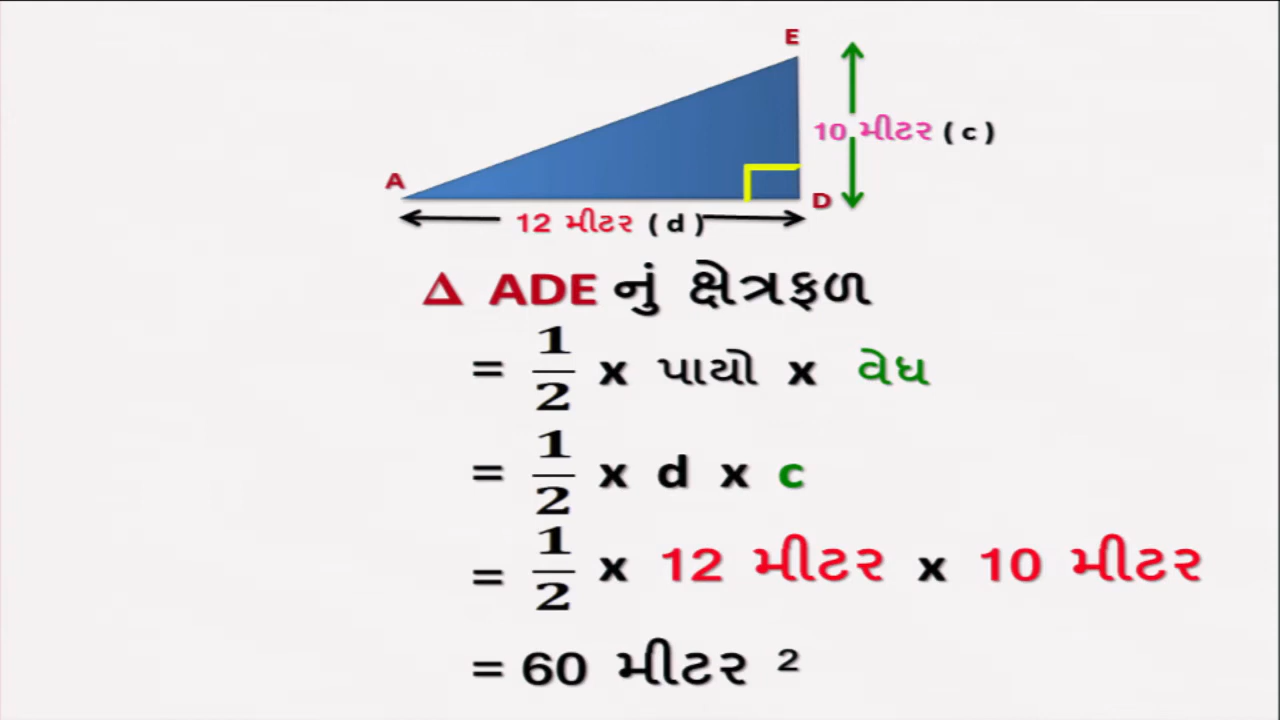 E
10 મીટર ( c )
A
D
12 મીટર ( d )
Δ ADE નું ક્ષેત્રફળ
= 1/2 x પાયો x વેધ
= 1/2 x d x c
= 1/2 x 12 મીટર x 10 મીટર
= 60 મીટર ²